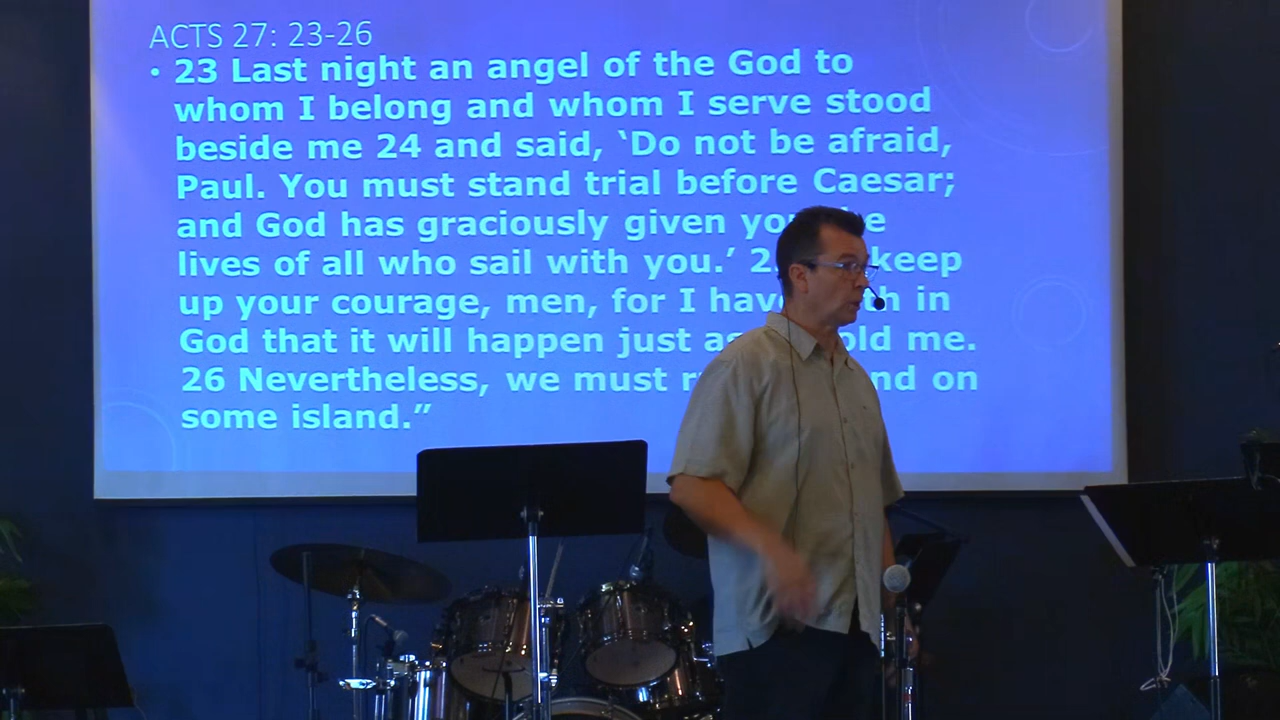 ACTS 27: 23-26
• 23 Last night an angel of the God to
whom I belong and whom I serve stood
beside me 24 and said, ‘Do not be afraid,
Paul. You must stand trial before Caesar;
and God has graciously given you
lives of all who sail with you.’ keep
up your courage, men, for I have in
God that it will happen just as told me.
26 Nevertheless, we must on
some island.”